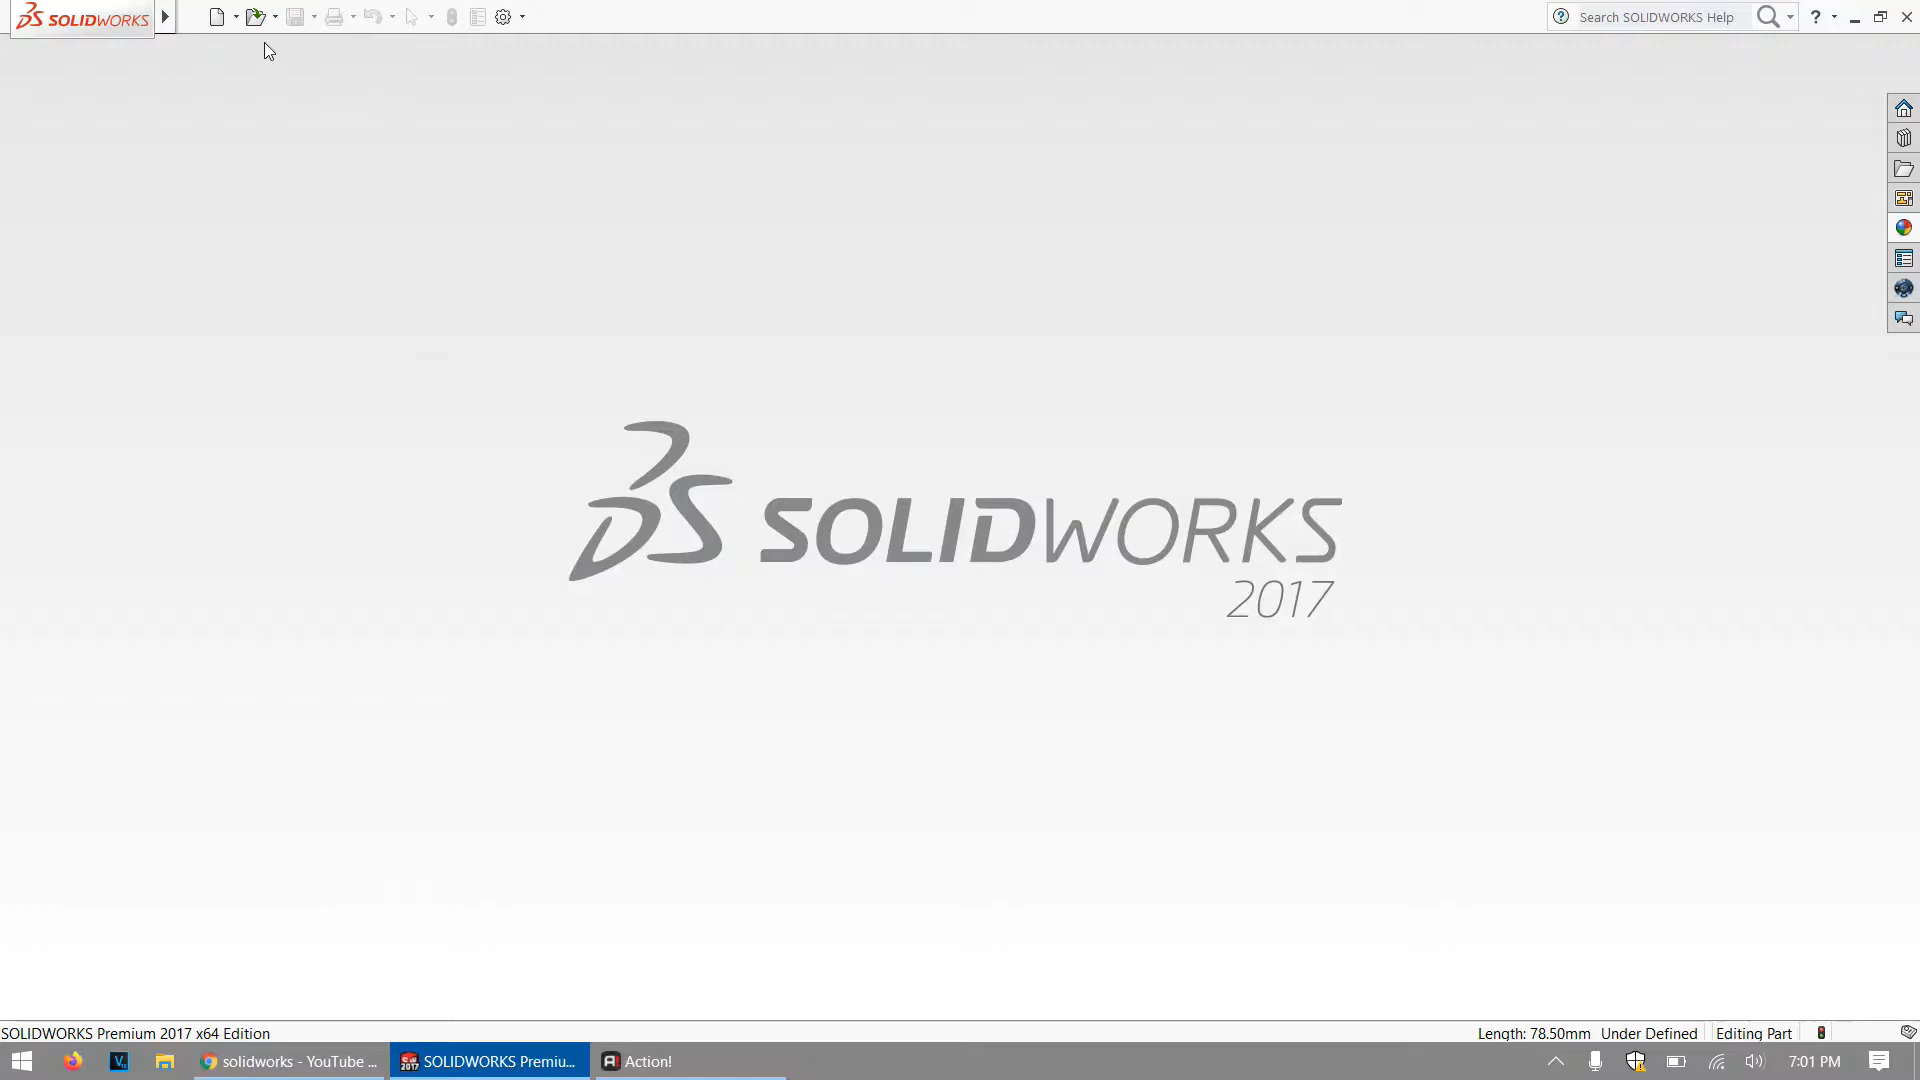 SOLIDWORKS
Search SOLIDWORKS Help
?
SOLIDWORKS
2017
SOLIDWORKS Premium 2017 x64 Edition
Length: 78.50mm Under Defined Editing Part
solidworks - YouTube ...
SOLIDWORKS Premiu...
Action!
7:01 PM